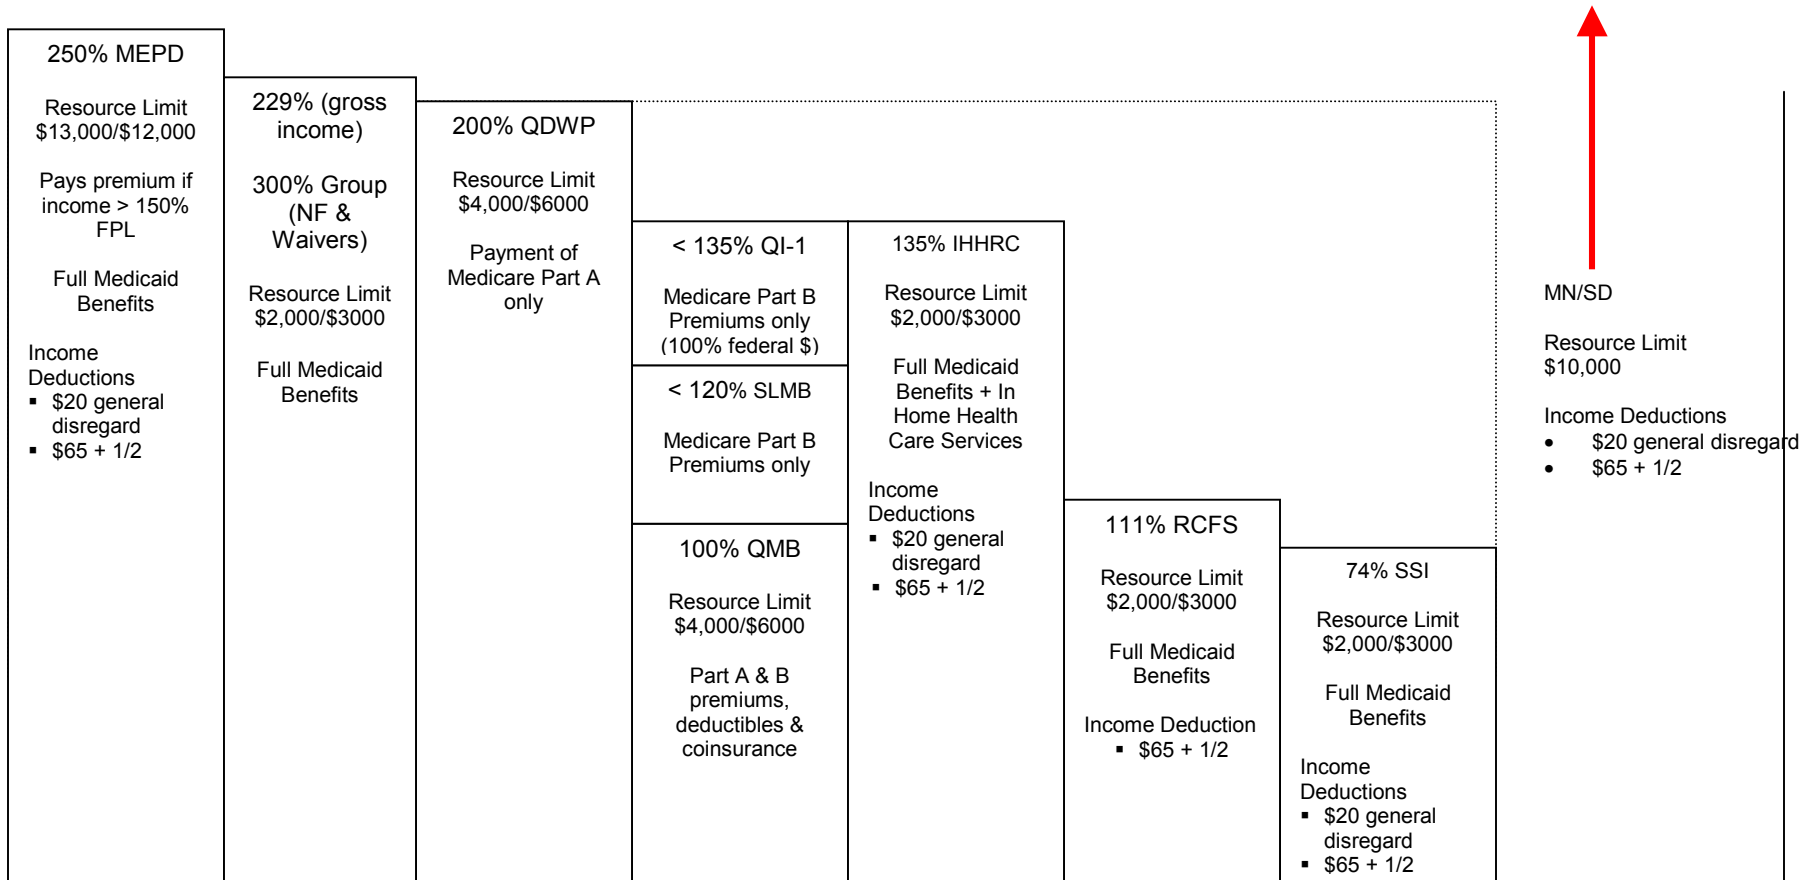 250% MEPD
Resource Limit
$13,000/$12,000
Pays premium if
income > 150%
FPL
Full Medicaid
Benefits
Income
Deductions
▪ $20 general
disregard
▪ $65 + 1/2
229% (gross
income)
300% Group
(NF &
Waivers)
Resource Limit
$2,000/$3000
Full Medicaid
Benefits
200% QDWP
Resource Limit
$4,000/$6000
Payment of
Medicare Part A
only
< 135% QI-1
Medicare Part B
Premiums only
(100% federal $)
< 120% SLMB
Medicare Part B
Premiums only
100% QMB
Resource Limit
$4,000/$6000
Part A & B
premiums,
deductibles &
coinsurance
135% IHHRC
Resource Limit
$2,000/$3000
Full Medicaid
Benefits + In
Home Health
Care Services
Income
Deductions
▪ $20 general
disregard
▪ $65 + 1/2
111% RCFS
Resource Limit
$2,000/$3000
Full Medicaid
Benefits
Income Deduction
▪ $65 + 1/2
74% SSI
Resource Limit
$2,000/$3000
Full Medicaid
Benefits
Income
Deductions
▪ $20 general
disregard
▪ $65 + 1/2
MN/SD
Resource Limit
$10,000
Income Deductions
• $20 general disregard
• $65 + 1/2